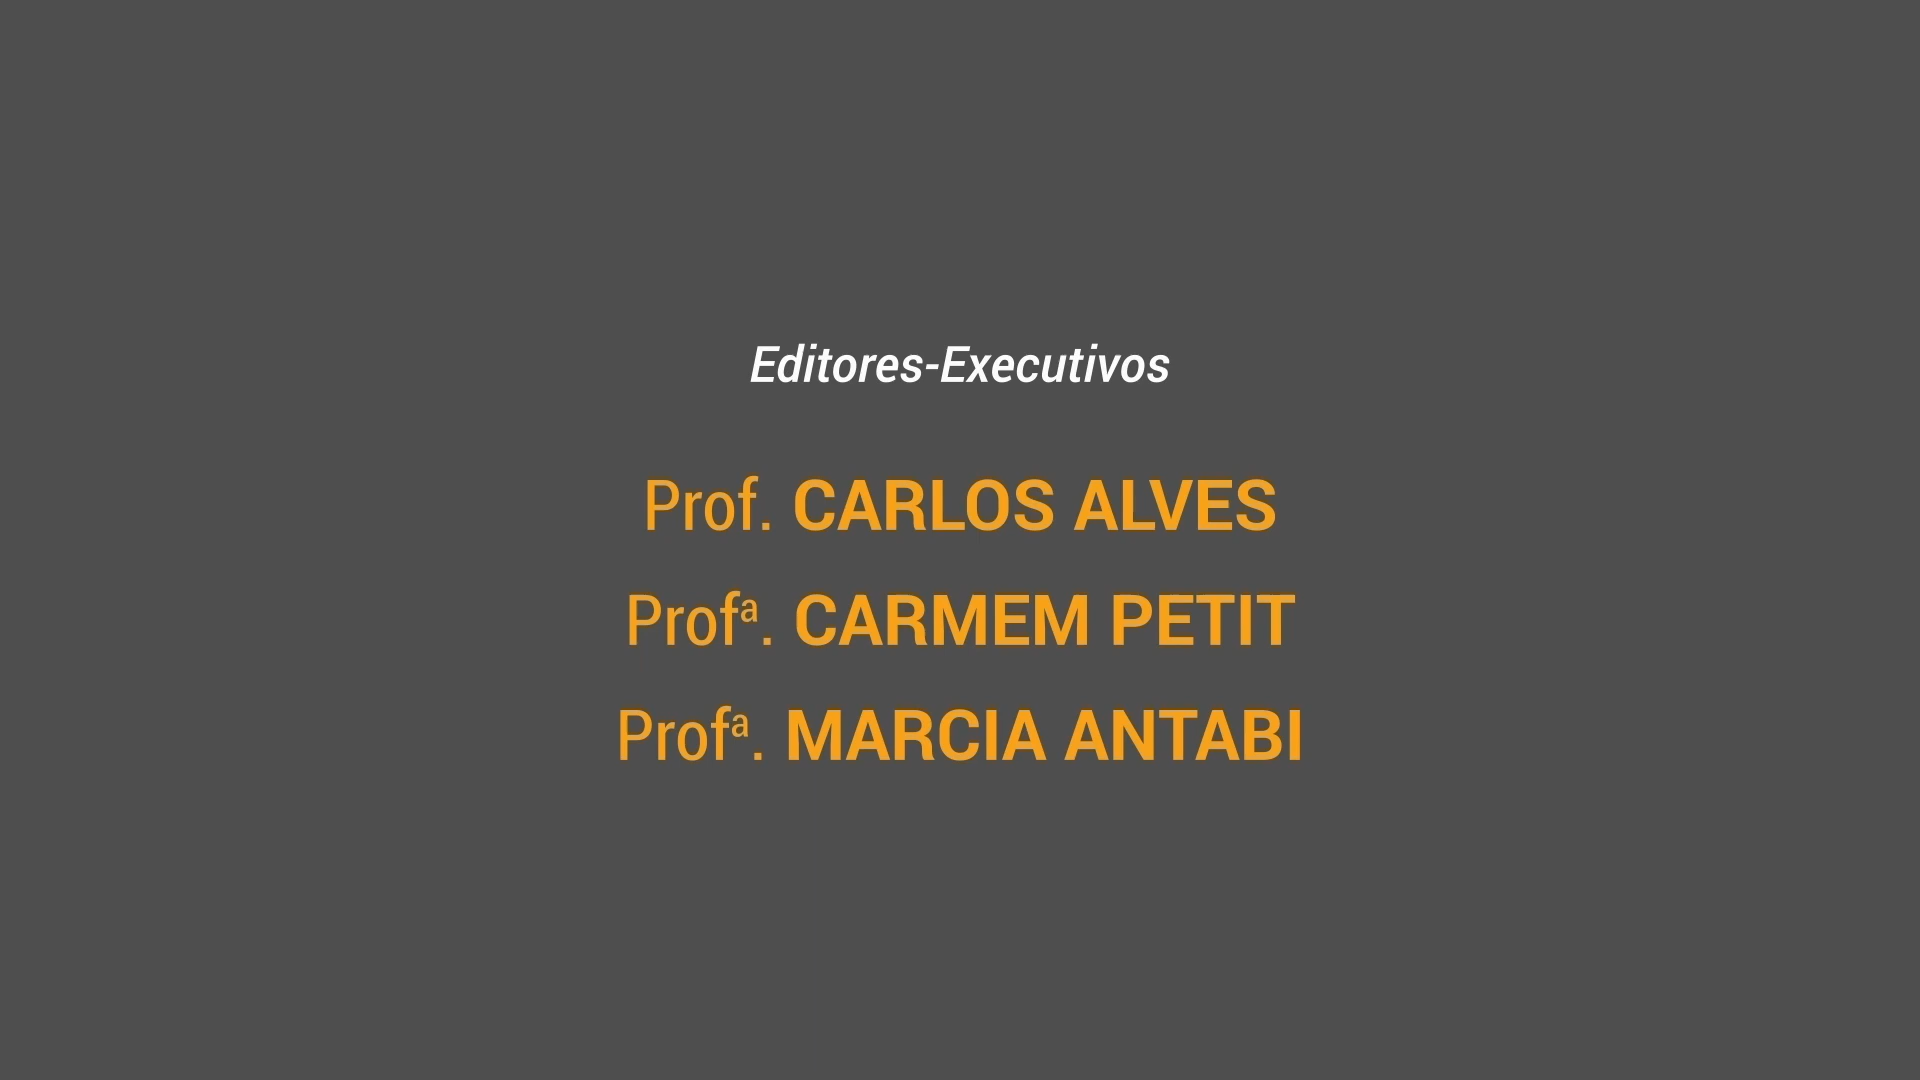 Editores-Executivos
Prof. CARLOS ALVES
Profª. CARMEM PETIT
Profª. MARCIA ANTABI